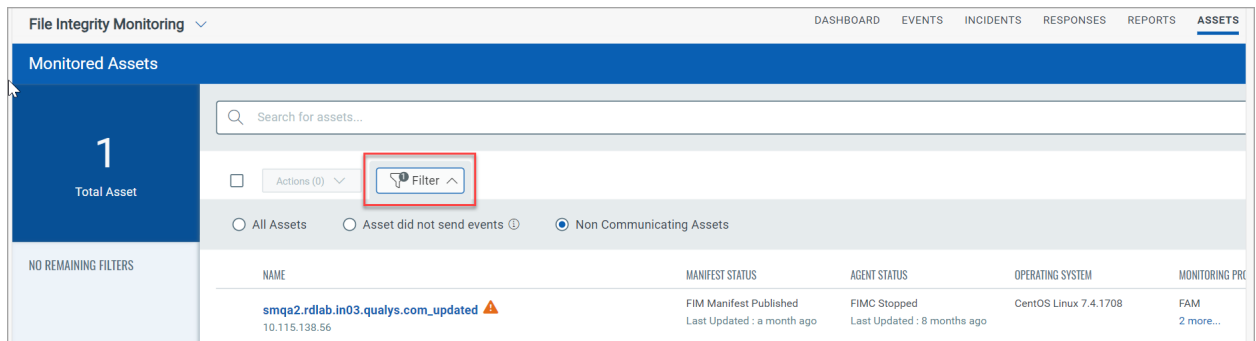 File Integrity Monitoring
DASHBOARD EVENTS INCIDENTS RESPONSES REPORTS ASSETS
Monitored Assets
Search for assets...
1
Total Asset
Actions (0)
1 Filter
All Assets
Asset did not send events
Non Communicating Assets
NO REMAINING FILTERS
NAME MANIFEST STATUS AGENT STATUS OPERATING SYSTEM MONITORING PRO
smqa2.rdlab.in03.qualys.com_updated FIM Manifest Published FIMC Stopped CentOS Linux 7.4.1708 FAM
10.115.138.56 Last Updated : a month ago Last Updated : 8 months ago 2 more...